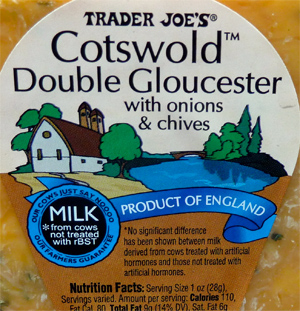 TRADER JOE'S®
Cotswold™
Double Gloucester
with onions
& chives
OUR COWS JUST SAY NOOOO
MILK
*from cows
not treated
with rBST
OUR FARMERS GUARANTEE
PRODUCT OF ENGLAND
*No significant difference
has been shown between milk
derived from cows treated with artificial
hormones and those not treated with
artificial hormones.
Nutrition Facts: Serving Size 1 oz (28g),
Servings varied. Amount per serving: Calories 110,
Fat Cal. 80, Total Fat 9g (14% DV), Sat. Fat 6g